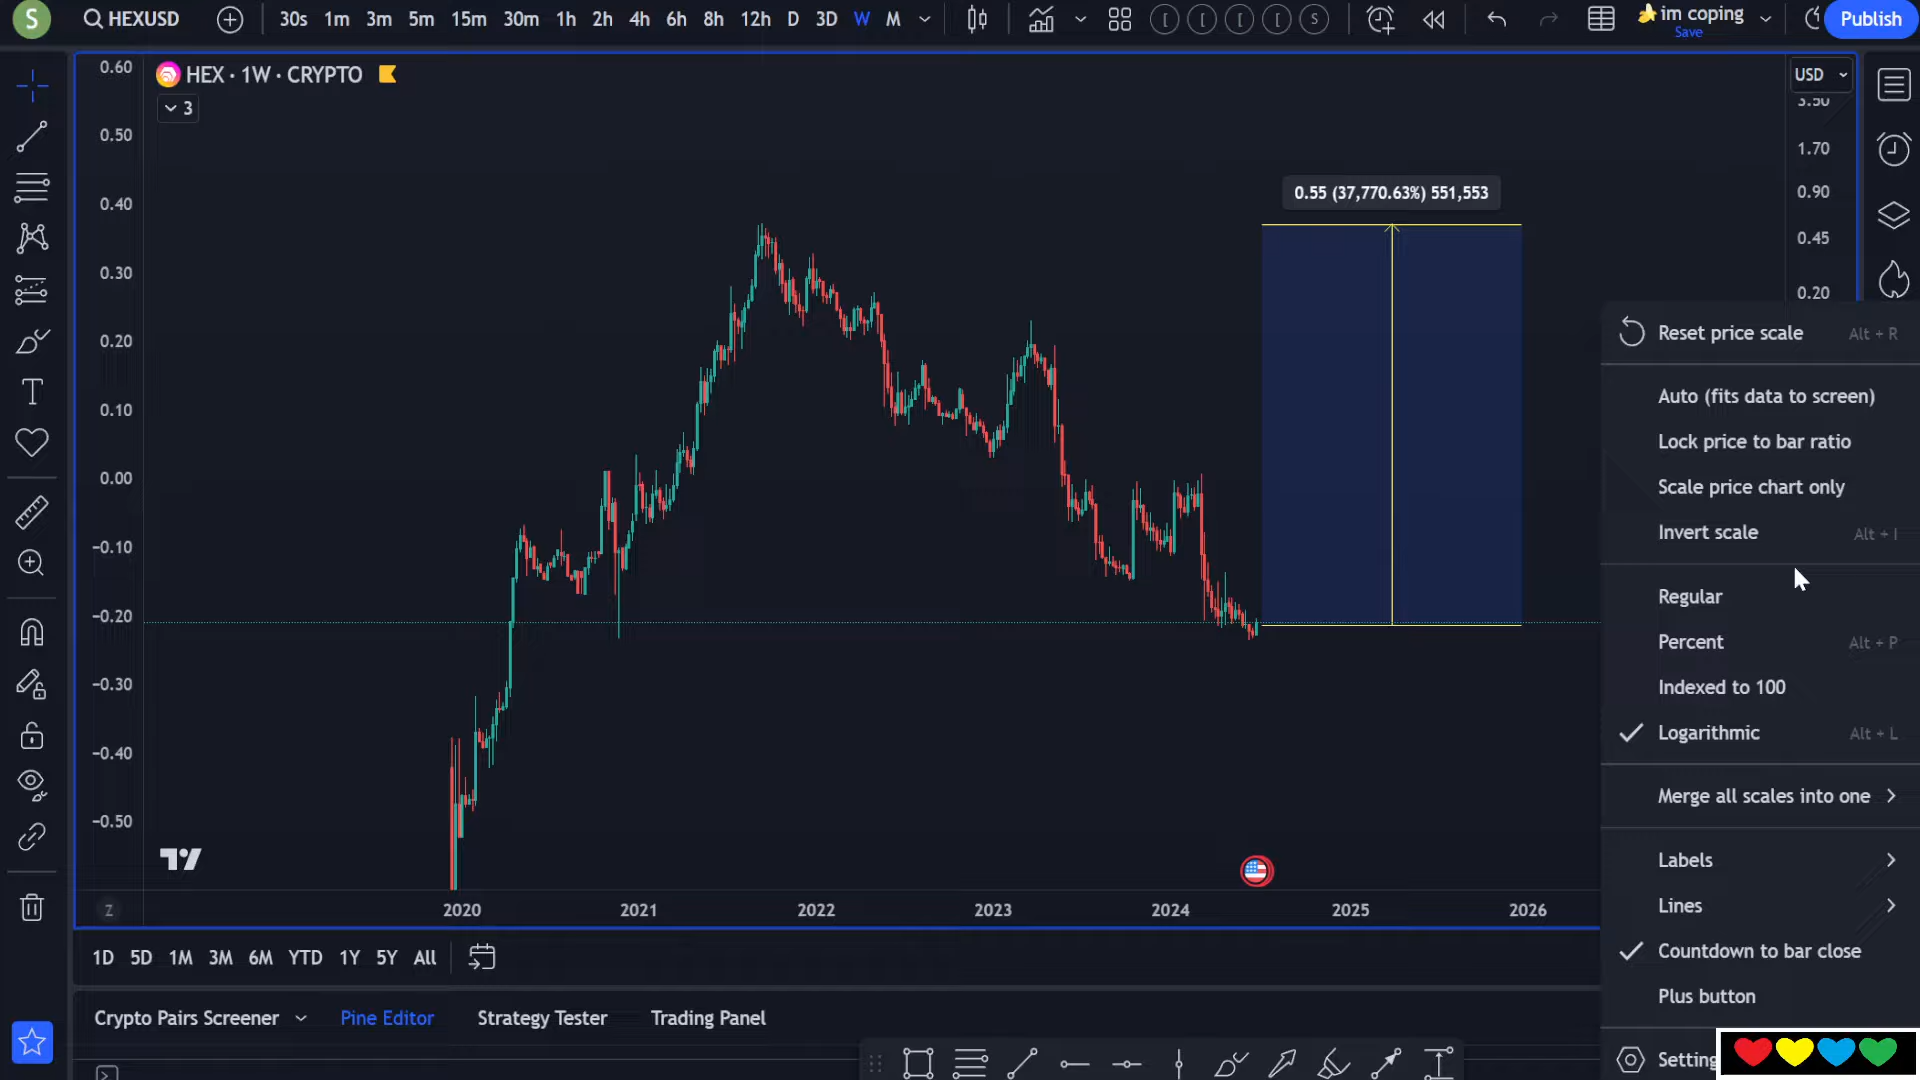 S
HEXUSD
30s 1m 3m 5m 15m 30m 1h 2h 4h 6h 8h 12h D 3D W M
S
im coping
Save
Publish
HEX · 1W · CRYPTO
3
USD
0.60
0.50
0.40
0.30
0.20
0.10
0.00
−0.10
−0.20
−0.30
−0.40
−0.50
0.55 (37,770.63%) 551,553
3.50
1.70
0.90
0.45
0.20
Reset price scale Alt + R
Auto (fits data to screen)
Lock price to bar ratio
Scale price chart only
Invert scale Alt + I
Regular
Percent Alt + P
Indexed to 100
Logarithmic Alt + L
Merge all scales into one
Labels
Lines
Countdown to bar close
Plus button
Z
2020 2021 2022 2023 2024 2025 2026
1D 5D 1M 3M 6M YTD 1Y 5Y All
Crypto Pairs Screener Pine Editor Strategy Tester Trading Panel